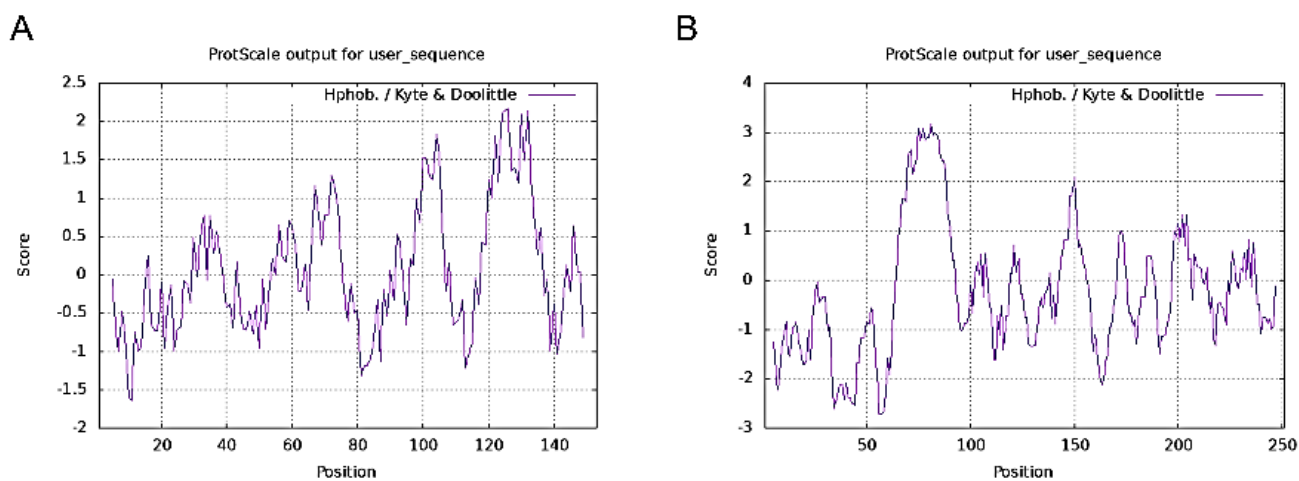 A
ProtScale output for user_sequence
Hphob. / Kyte & Doolittle
2.5
2
1.5
1
0.5
0
-0.5
-1
-1.5
-2
Score
20 40 60 80 100 120 140
Position
B
ProtScale output for user_sequence
Hphob. / Kyte & Doolittle
4
3
2
1
0
-1
-2
-3
Score
50 100 150 200 250
Position